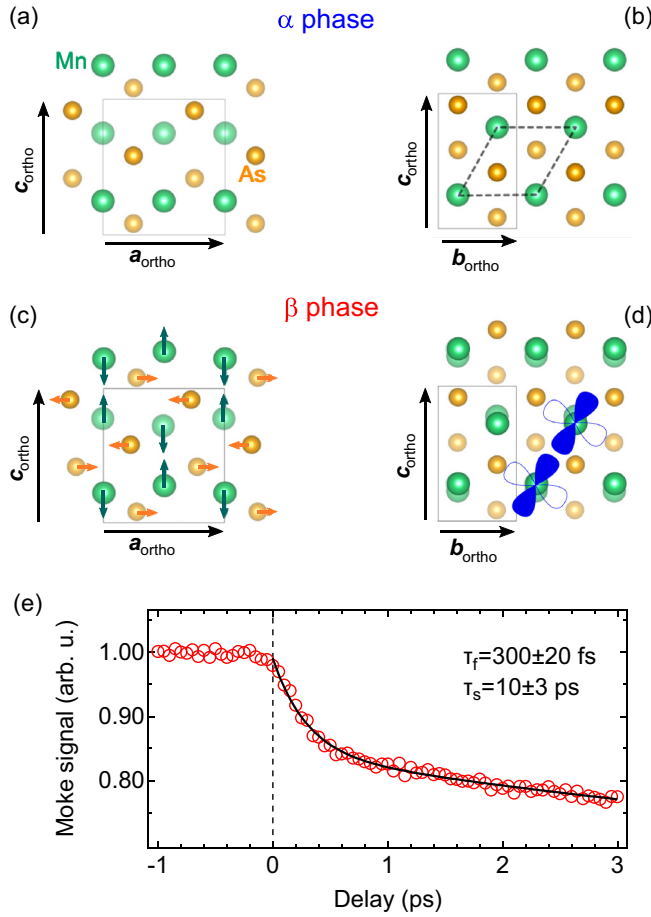 (a)
α phase
(b)
Mn
As
c_ortho
a_ortho
c_ortho
b_ortho
β phase
(c)
(d)
c_ortho
a_ortho
c_ortho
b_ortho
(e)
Moke signal (arb. u.)
1.00
0.90
0.80
τ_f=300±20 fs
τ_s=10±3 ps
-1 0 1 2 3
Delay (ps)